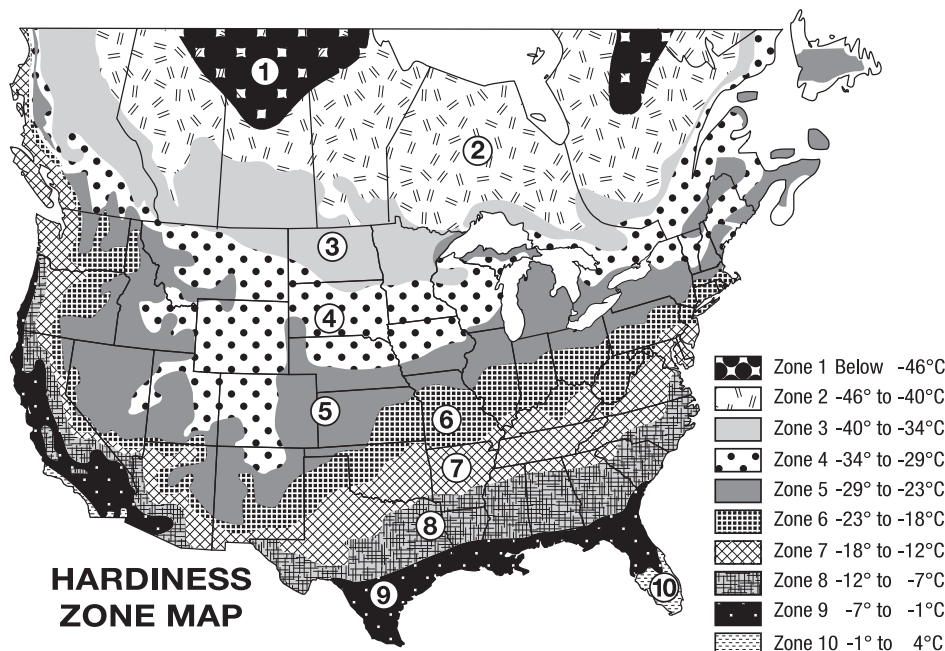 1
2
3
4
5
6
7
8
9
10
HARDINESS
ZONE MAP
Zone 1 Below -46°C
Zone 2 -46° to -40°C
Zone 3 -40° to -34°C
Zone 4 -34° to -29°C
Zone 5 -29° to -23°C
Zone 6 -23° to -18°C
Zone 7 -18° to -12°C
Zone 8 -12° to -7°C
Zone 9 -7° to -1°C
Zone 10 -1° to 4°C